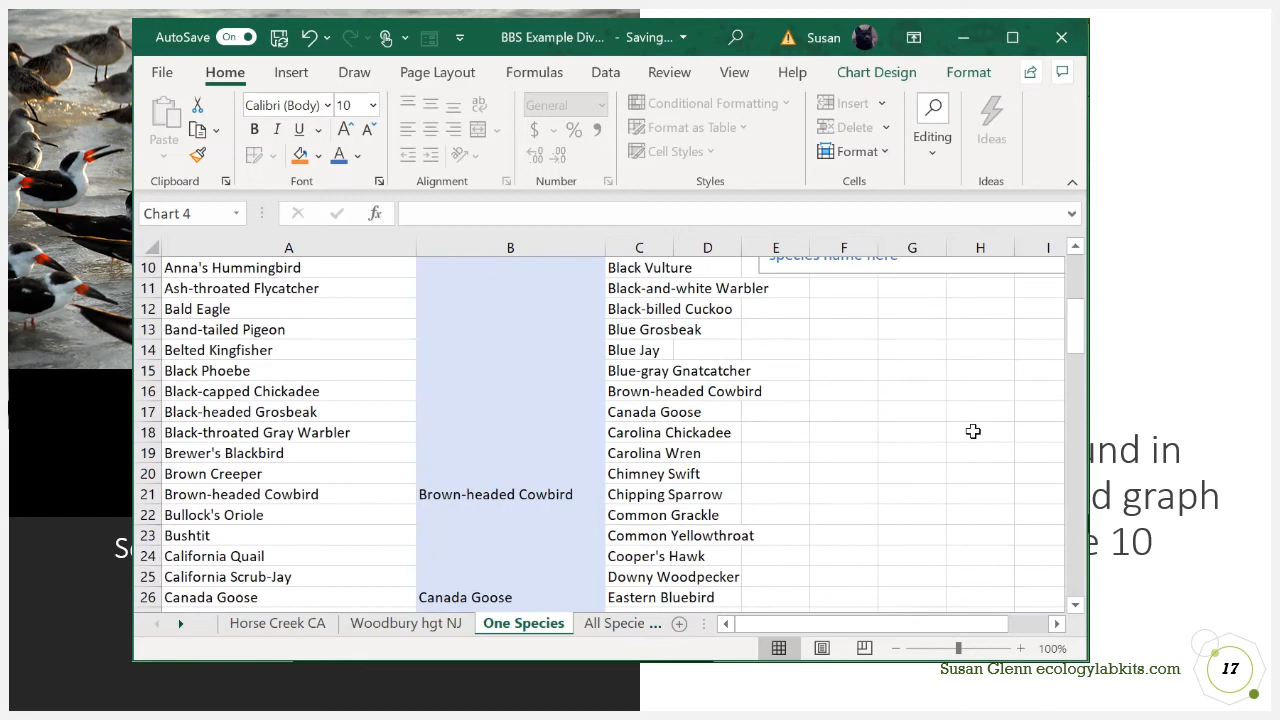 AutoSave On BBS Example Div... - Saving... Susan
File Home Insert Draw Page Layout Formulas Data Review View Help Chart Design Format
Paste
Clipboard
Calibri (Body) 10
B I U A A
A
Font
ab
Alignment
General
$ % 9
Number
Conditional Formatting
Format as Table
Cell Styles
Styles
Insert
Delete
Format
Cells
Editing
Ideas
Ideas
Chart 4 fx
A B C D E F G H I
species name here
10 Anna's Hummingbird Black Vulture
11 Ash-throated Flycatcher Black-and-white Warbler
12 Bald Eagle Black-billed Cuckoo
13 Band-tailed Pigeon Blue Grosbeak
14 Belted Kingfisher Blue Jay
15 Black Phoebe Blue-gray Gnatcatcher
16 Black-capped Chickadee Brown-headed Cowbird
17 Black-headed Grosbeak Canada Goose
18 Black-throated Gray Warbler Carolina Chickadee
19 Brewer's Blackbird Carolina Wren
20 Brown Creeper Chimney Swift
21 Brown-headed Cowbird Brown-headed Cowbird Chipping Sparrow
22 Bullock's Oriole Common Grackle
23 Bushtit Common Yellowthroat
24 California Quail Cooper's Hawk
25 California Scrub-Jay Downy Woodpecker
26 Canada Goose Canada Goose Eastern Bluebird
Horse Creek CA Woodbury hgt NJ One Species All Specie ...
100%
und in
d graph
e 10
Susan Glenn ecologylabkits.com
17